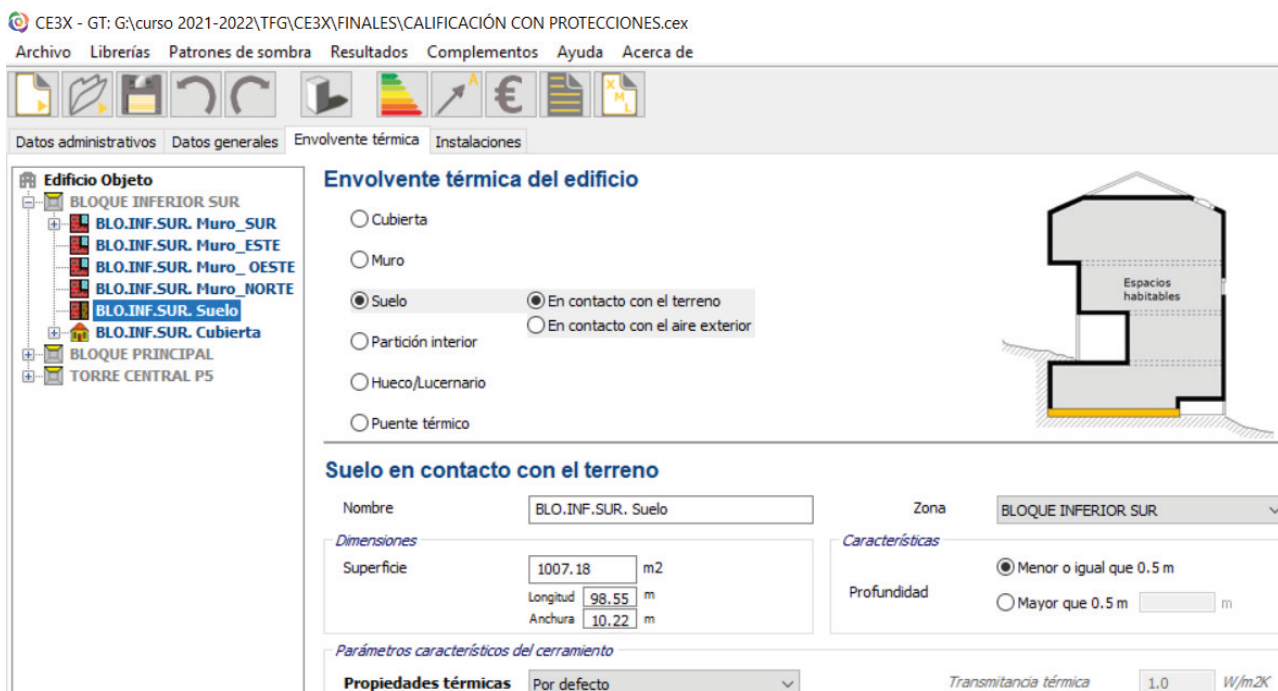 CE3X - GT: G:\curso 2021-2022\TFG\CE3X\FINALES\CALIFICACIÓN CON PROTECCIONES.cex
Archivo Librerías Patrones de sombra Resultados Complementos Ayuda Acerca de
A € X M L
Datos administrativos Datos generales Envolvente térmica Instalaciones
Edificio Objeto
BLOQUE INFERIOR SUR
BLO.INF.SUR. Muro_SUR
BLO.INF.SUR. Muro_ESTE
BLO.INF.SUR. Muro_ OESTE
BLO.INF.SUR. Muro_NORTE
BLO.INF.SUR. Suelo
BLO.INF.SUR. Cubierta
BLOQUE PRINCIPAL
TORRE CENTRAL P5
Envolvente térmica del edificio
Cubierta
Muro
Suelo En contacto con el terreno
En contacto con el aire exterior
Partición interior
Hueco/Lucernario
Puente térmico
Espacios
habitables
Suelo en contacto con el terreno
Nombre BLO.INF.SUR. Suelo Zona BLOQUE INFERIOR SUR
Dimensiones
Superficie 1007.18 m2
Longitud 98.55 m
Anchura 10.22 m
Características
Profundidad
Menor o igual que 0.5 m
Mayor que 0.5 m m
Parámetros característicos del cerramiento
Propiedades térmicas Por defecto Transmitancia térmica 1.0 W/m2K